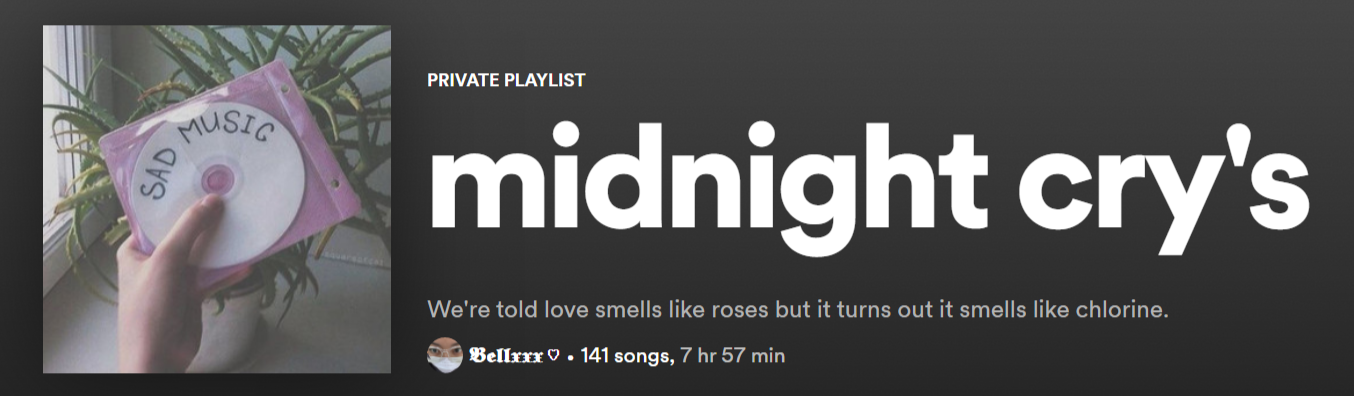 PRIVATE PLAYLIST
midnight cry's
SAD MUSIC
We're told love smells like roses but it turns out it smells like chlorine.
𝕭𝖊𝖑𝖑𝖝𝖝𝖝 ♡ • 141 songs, 7 hr 57 min